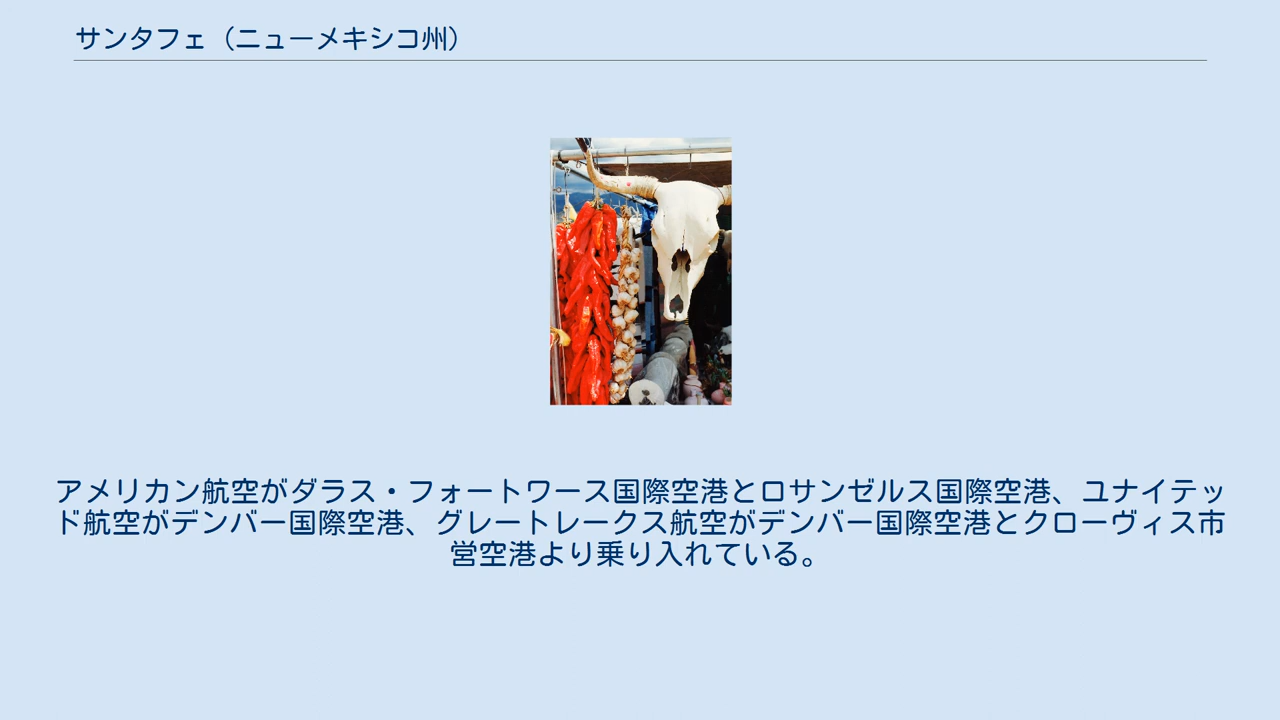 サンタフェ（ニューメキシコ州）
アメリカン航空がダラス・フォートワース国際空港とロサンゼルス国際空港、ユナイテッ
ド航空がデンバー国際空港、グレートレークス航空がデンバー国際空港とクローヴィス市
営空港より乗り入れている。